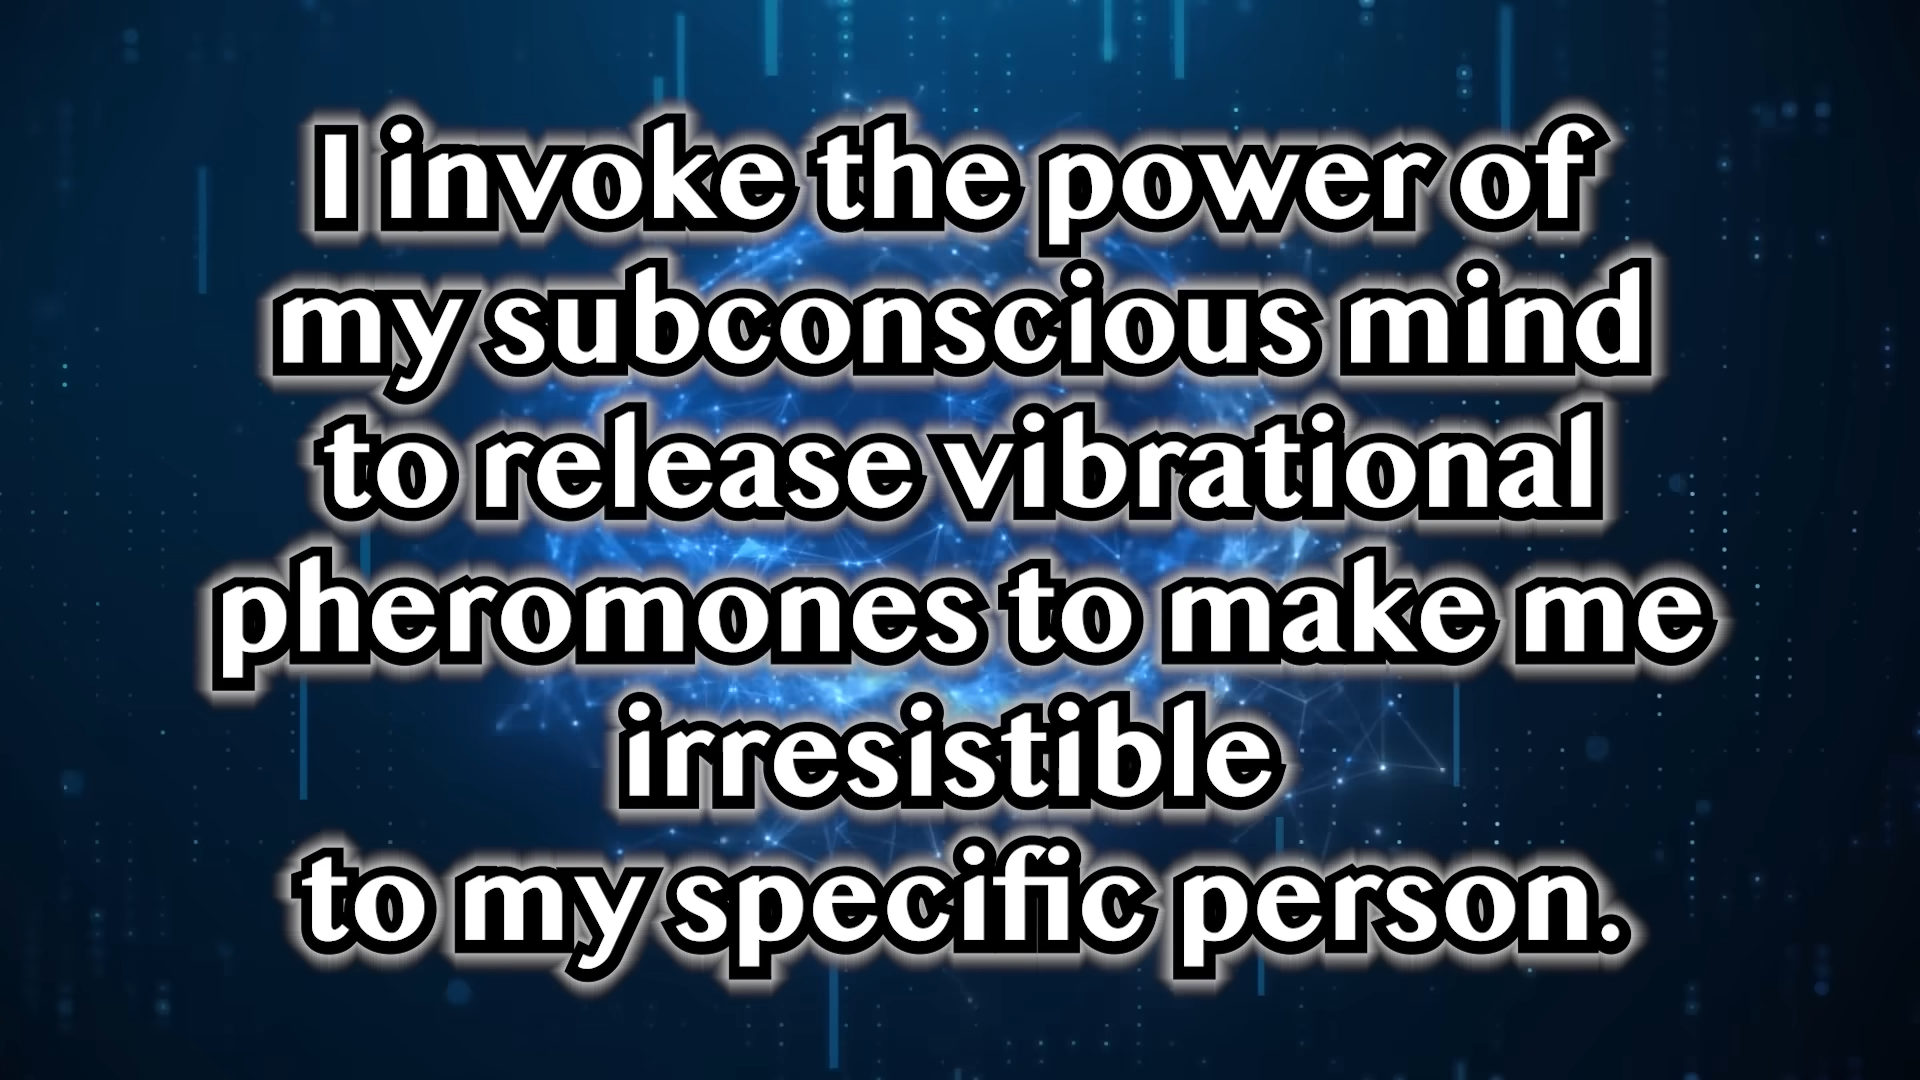 I invoke the power of
my subconscious mind
to release vibrational
pheromones to make me
irresistible
to my specific person.